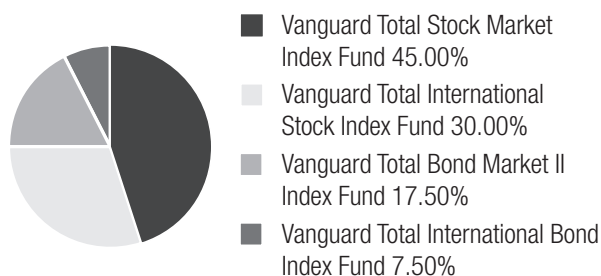 Vanguard Total Stock Market
Index Fund 45.00%
Vanguard Total International
Stock Index Fund 30.00%
Vanguard Total Bond Market II
Index Fund 17.50%
Vanguard Total International Bond
Index Fund 7.50%